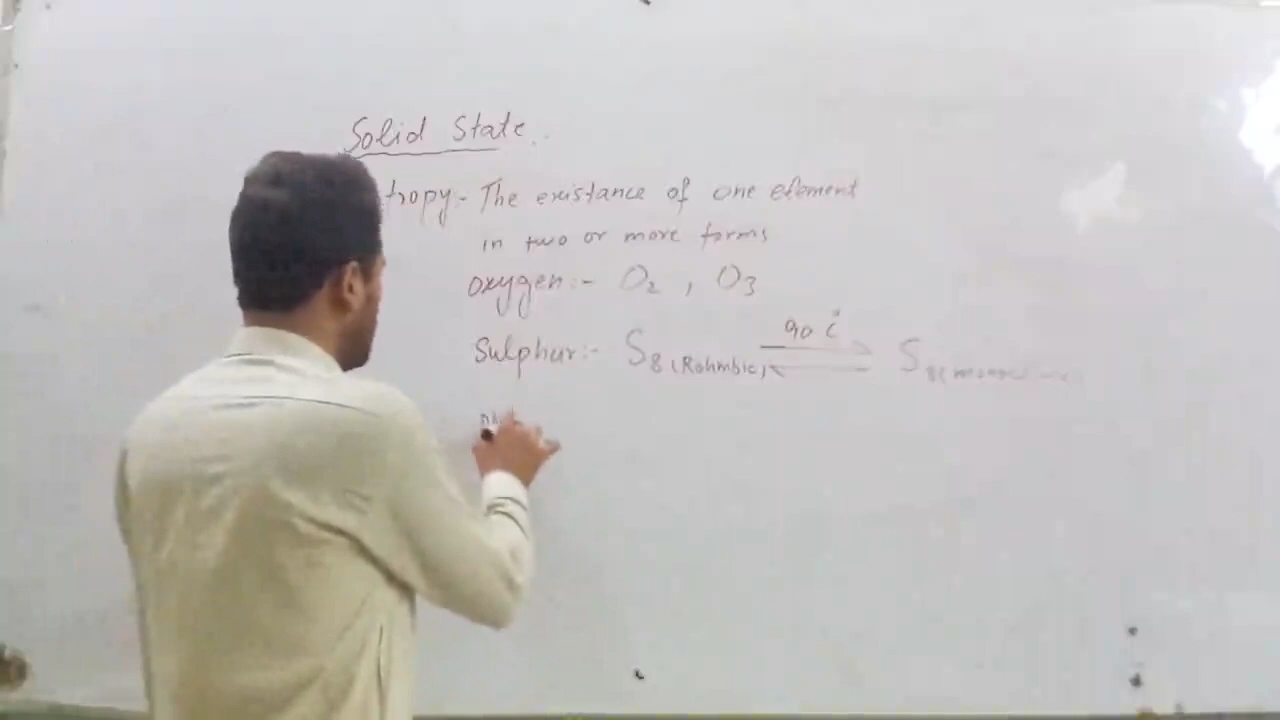 Solid State.
tropy:- The existance of one element
in two or more forms
Oxygen:- O2 , O3
Sulphur:- S8 (Rohmbic) 90 c° S8(